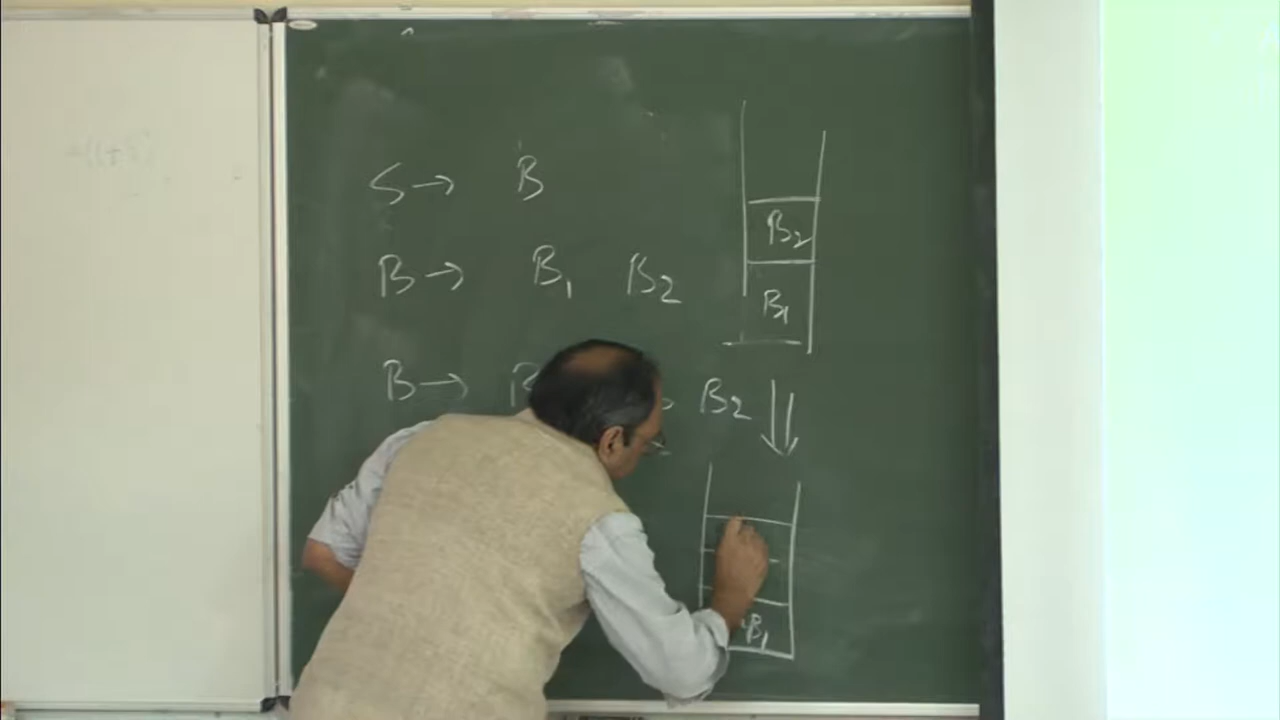 S → B
B → B1 B2
B → B B2
B2
B1
B1